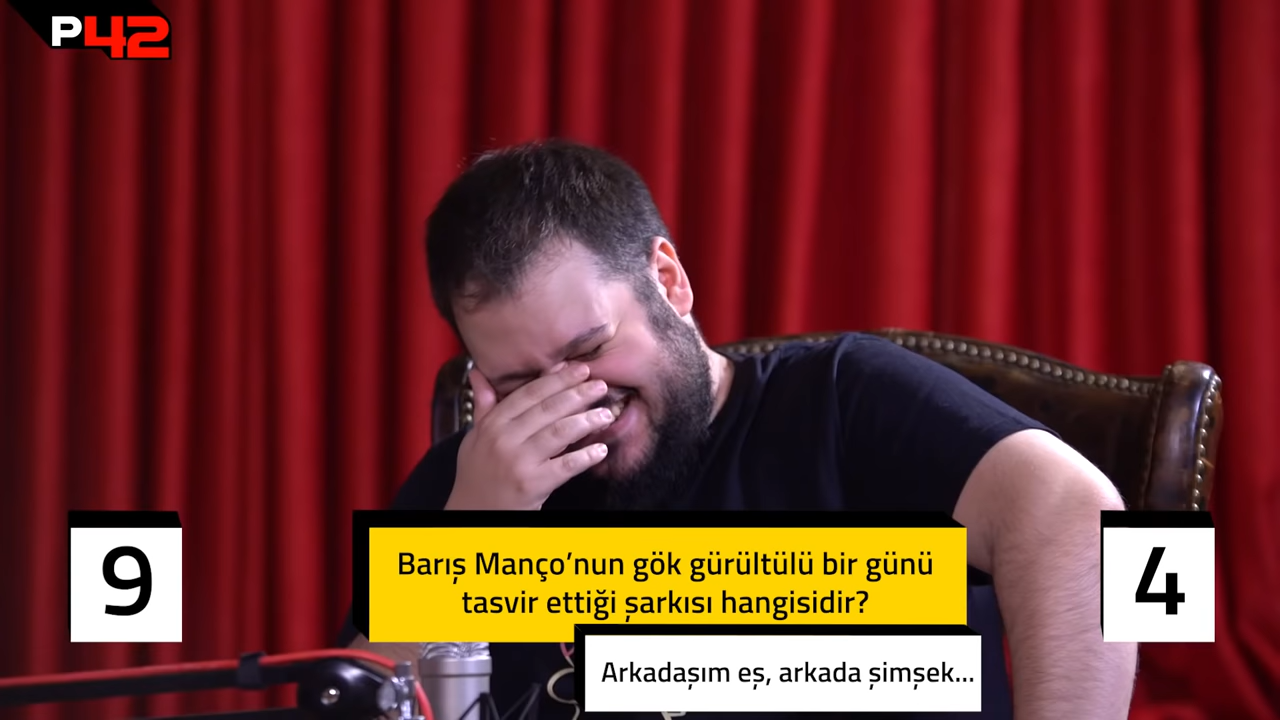 P42
9
Barış Manço’nun gök gürültülü bir günü
tasvir ettiği şarkısı hangisidir?
4
Arkadaşım eş, arkada şimşek...